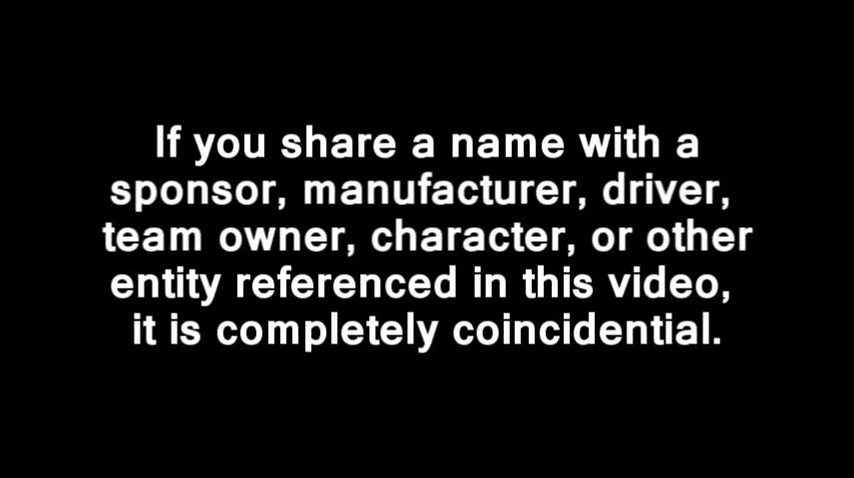 If you share a name with a
sponsor, manufacturer, driver,
team owner, character, or other
entity referenced in this video,
it is completely coincidential.